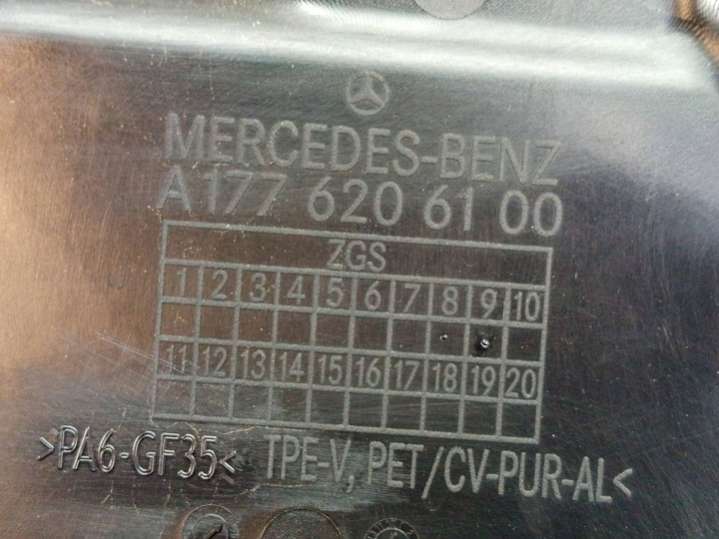 MERCEDES-BENZ
A 177 620 61 00
ZGS
1 2 3 4 5 6 7 8 9 10
11 12 13 14 15 16 17 18 19 20
>PA6-GF35< TPE-V, PET/CV-PUR-AL<